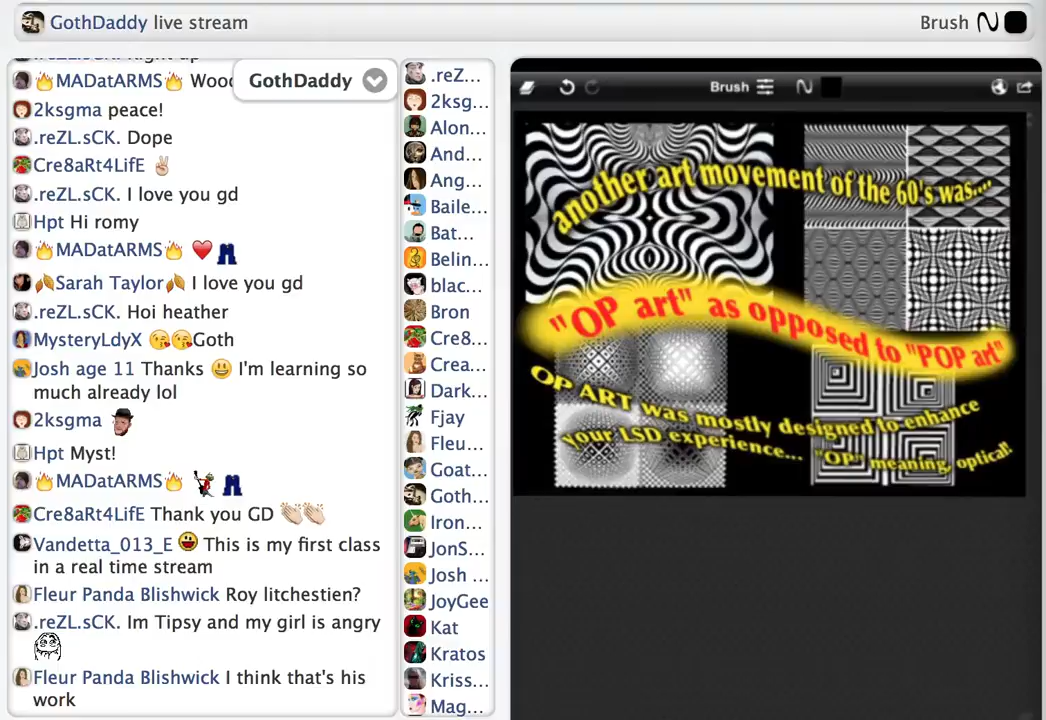 GothDaddy live stream
Brush
MADatARMS
GothDaddy
2ksgma peace!
.reZL.sCK. Dope
Cre8aRt4LifE
.reZL.sCK. I love you gd
Hpt Hi romy
MADatARMS
Sarah Taylor I love you gd
.reZL.sCK. Hoi heather
MysteryLdyX Goth
Josh age 11 Thanks 😃 I'm learning so
much already lol
2ksgma
Hpt Myst!
MADatARMS
Cre8aRt4LifE Thank you GD
Vandetta_013_E This is my first class
in a real time stream
Fleur Panda Blishwick Roy litchestien?
.reZL.sCK. Im Tipsy and my girl is angry
Fleur Panda Blishwick I think that's his
work
.reZ...
2ksg...
Alon...
And...
Ang...
Baile...
Bat...
Belin...
blac...
Bron
Cre8...
Crea...
Dark...
Fjay
Fleu...
Goat...
Goth...
Iron...
JonS...
Josh ...
JoyGee
Kat
Kratos
Kriss...
Mag...
Brush
another art movement of the 60's was....
"OP art" as opposed to "POP art"
OP ART was mostly designed to enhance
your LSD experience... "OP" meaning, optical!